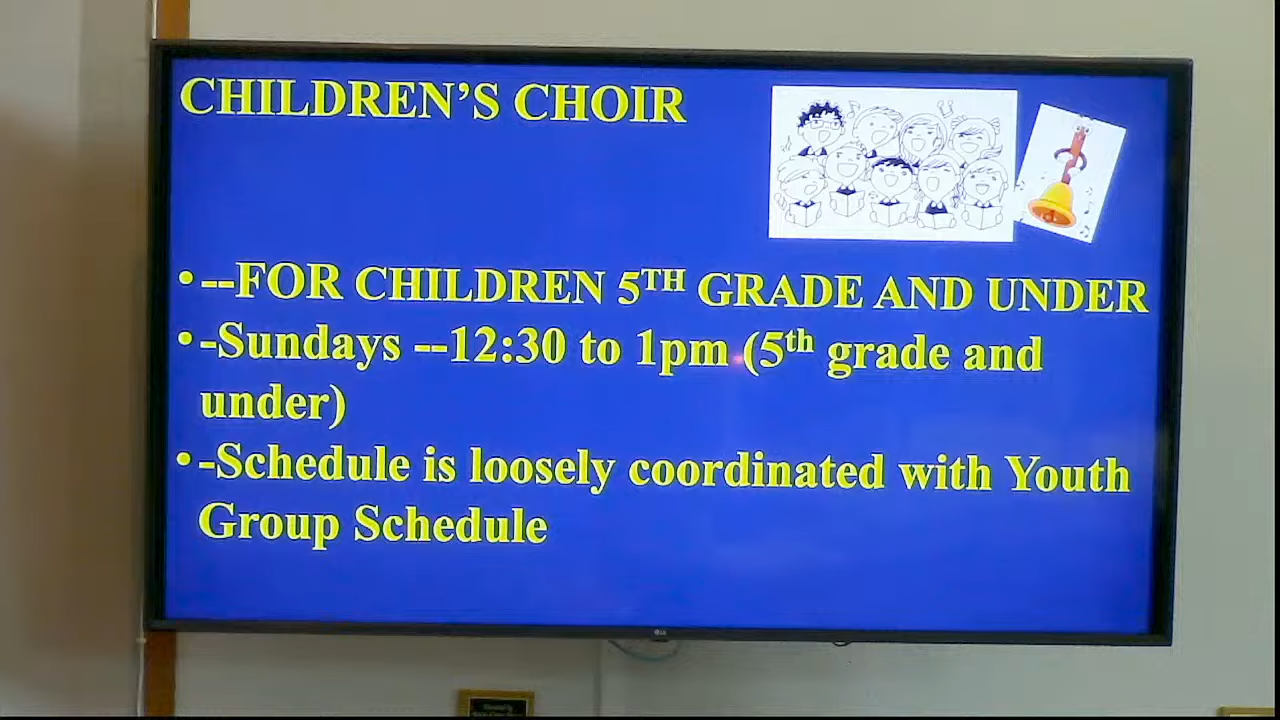 CHILDREN'S CHOIR
• --FOR CHILDREN 5TH GRADE AND UNDER
• -Sundays --12:30 to 1pm (5th grade and
under)
• -Schedule is loosely coordinated with Youth
Group Schedule
LG